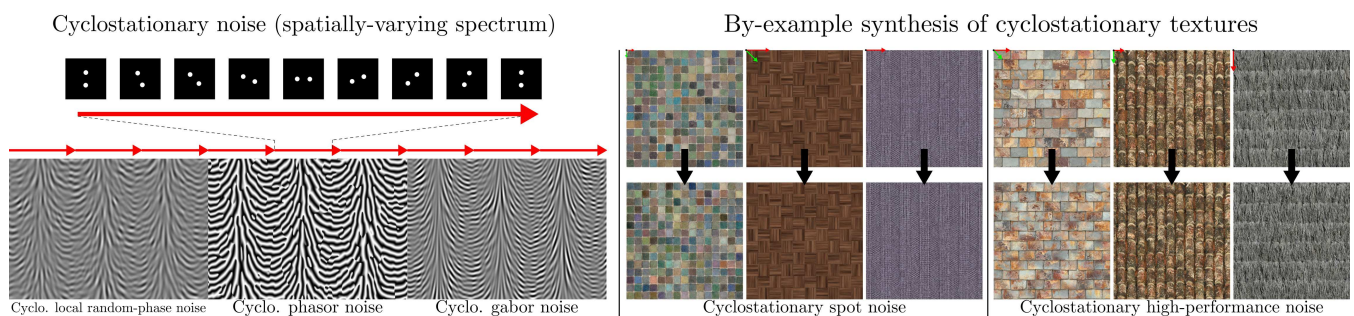 Cyclostationary noise (spatially-varying spectrum)
By-example synthesis of cyclostationary textures
Cyclo. local random-phase noise
Cyclo. phasor noise
Cyclo. gabor noise
Cyclostationary spot noise
Cyclostationary high-performance noise